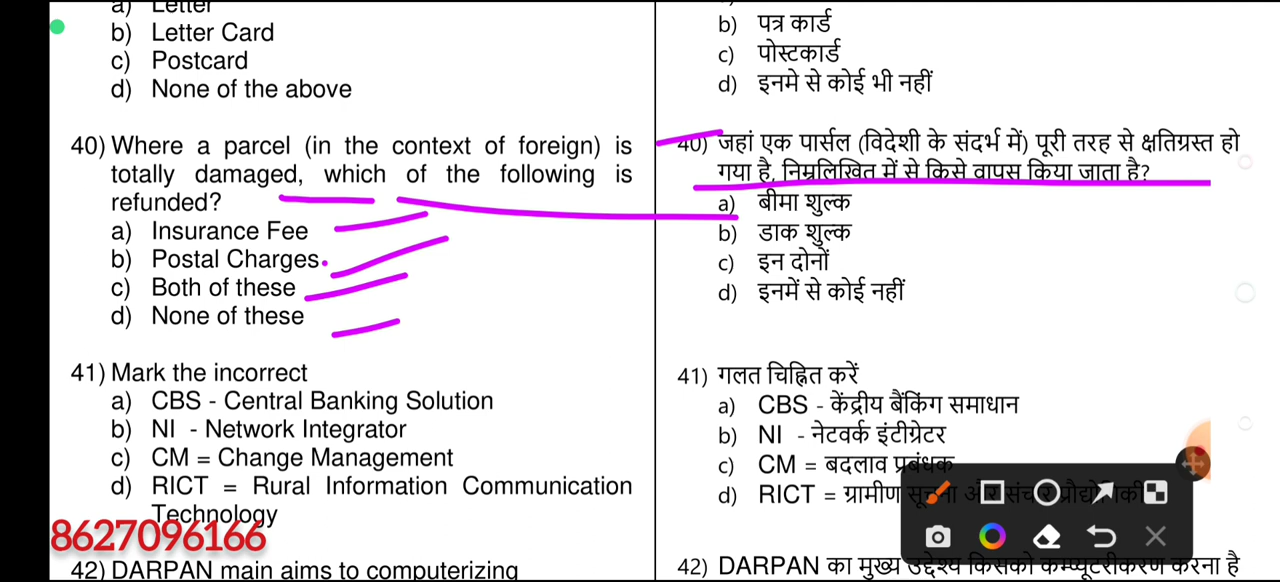 a) Letter
b) Letter Card
c) Postcard
d) None of the above
40) Where a parcel (in the context of foreign) is
totally damaged, which of the following is
refunded?
a) Insurance Fee
b) Postal Charges.
c) Both of these
d) None of these
41) Mark the incorrect
a) CBS - Central Banking Solution
b) NI - Network Integrator
c) CM = Change Management
d) RICT = Rural Information Communication
Technology
8627096166
42) DARPAN main aims to computerizing
b) पत्र कार्ड
c) पोस्टकार्ड
d) इनमे से कोई भी नहीं
40) जहां एक पार्सल (विदेशी के संदर्भ में) पूरी तरह से क्षतिग्रस्त हो
गया है, निम्नलिखित में से किसे वापस किया जाता है?
a) बीमा शुल्क
b) डाक शुल्क
c) इन दोनों
d) इनमें से कोई नहीं
41) गलत चिह्नित करें
a) CBS - केंद्रीय बैंकिंग समाधान
b) NI - नेटवर्क इंटीग्रेटर
c) CM = बदलाव प्रबंधक
d) RICT = ग्रामीण सूचना और संचार प्रौद्योगिकी
42) DARPAN का मुख्य उद्देश्य किसको कम्प्यूटरीकरण करना है